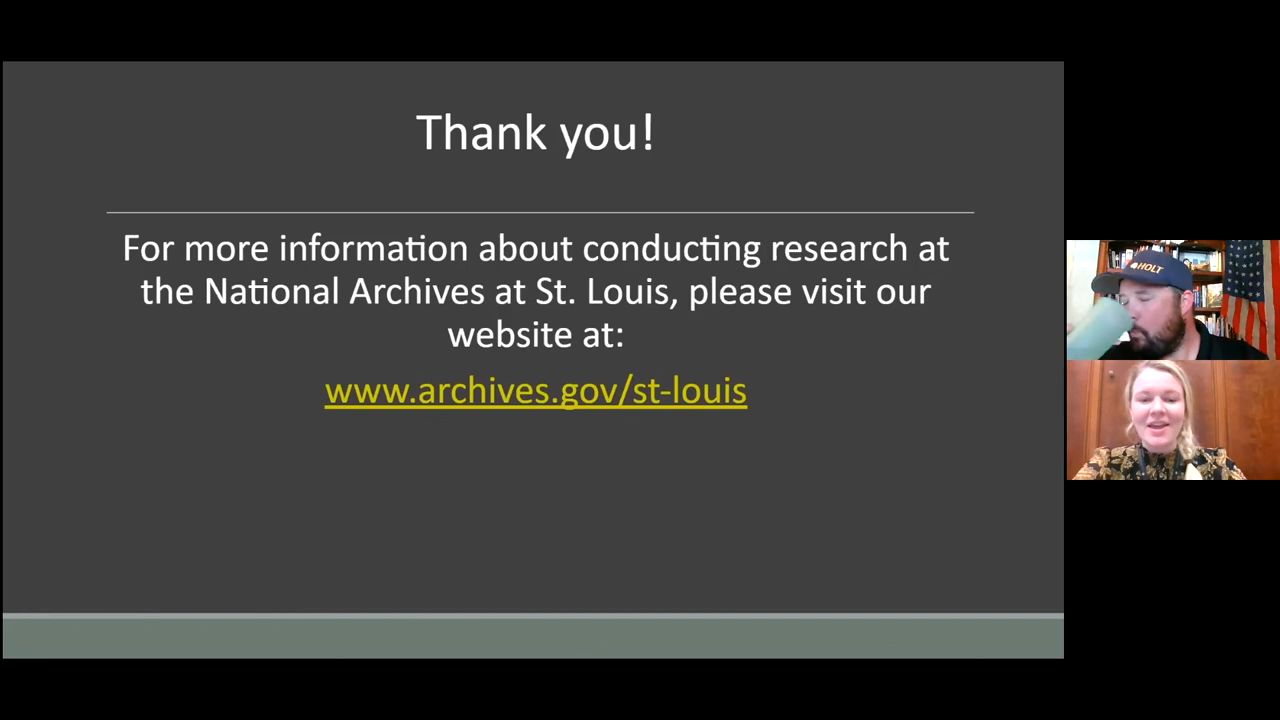 Thank you!
For more information about conducting research at
the National Archives at St. Louis, please visit our
website at:
www.archives.gov/st-louis
HOLT